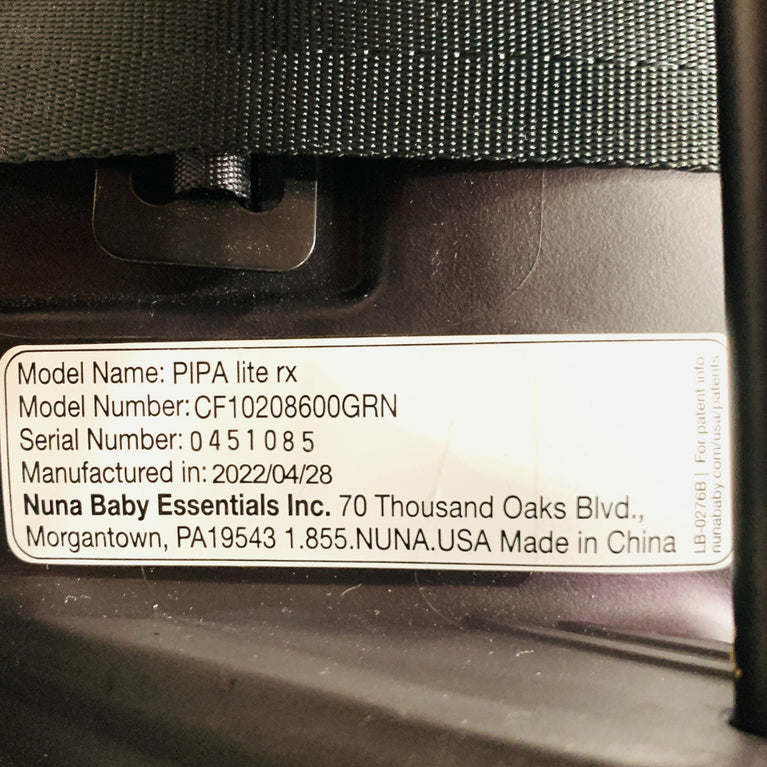 Model Name: PIPA lite rx
Model Number: CF10208600GRN
Serial Number: 0451085
Manufactured in: 2022/04/28
Nuna Baby Essentials Inc. 70 Thousand Oaks Blvd.,
Morgantown, PA19543 1.855.NUNA.USA Made in China
LB-0276B | For patent info
nunababy.com/usa/patents